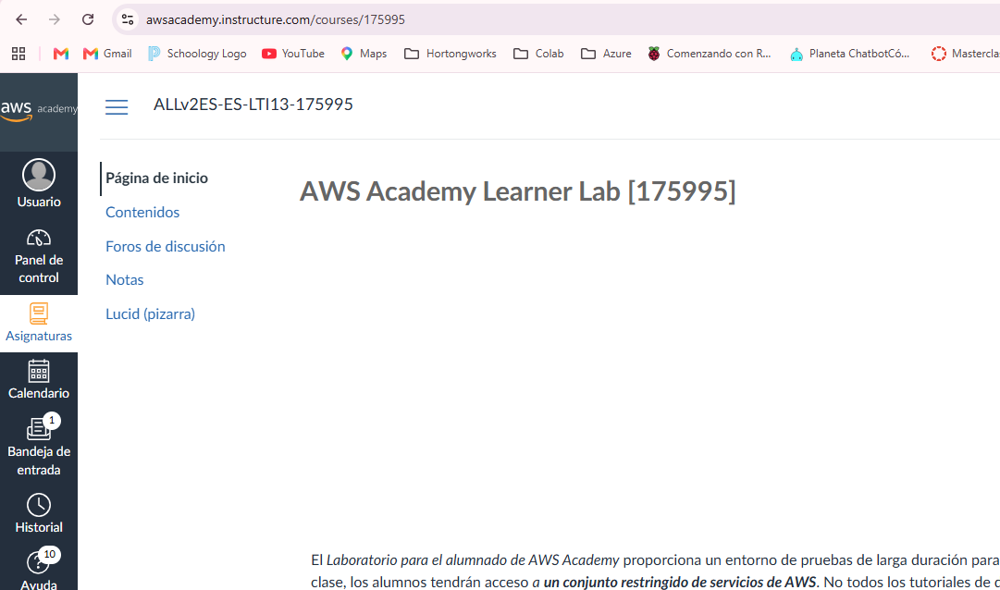 awsacademy.instructure.com/courses/175995
Gmail
Schoology Logo
YouTube
Maps
Hortongworks
Colab
Azure
Comenzando con R...
Planeta ChatbotCó...
Masterclas
aws academy
ALLv2ES-ES-LTI13-175995
Usuario
Panel de
control
Asignaturas
Calendario
1
Bandeja de
entrada
Historial
10
Ayuda
Página de inicio
Contenidos
Foros de discusión
Notas
Lucid (pizarra)
AWS Academy Learner Lab [175995]
El Laboratorio para el alumnado de AWS Academy proporciona un entorno de pruebas de larga duración para
clase, los alumnos tendrán acceso a un conjunto restringido de servicios de AWS. No todos los tutoriales de